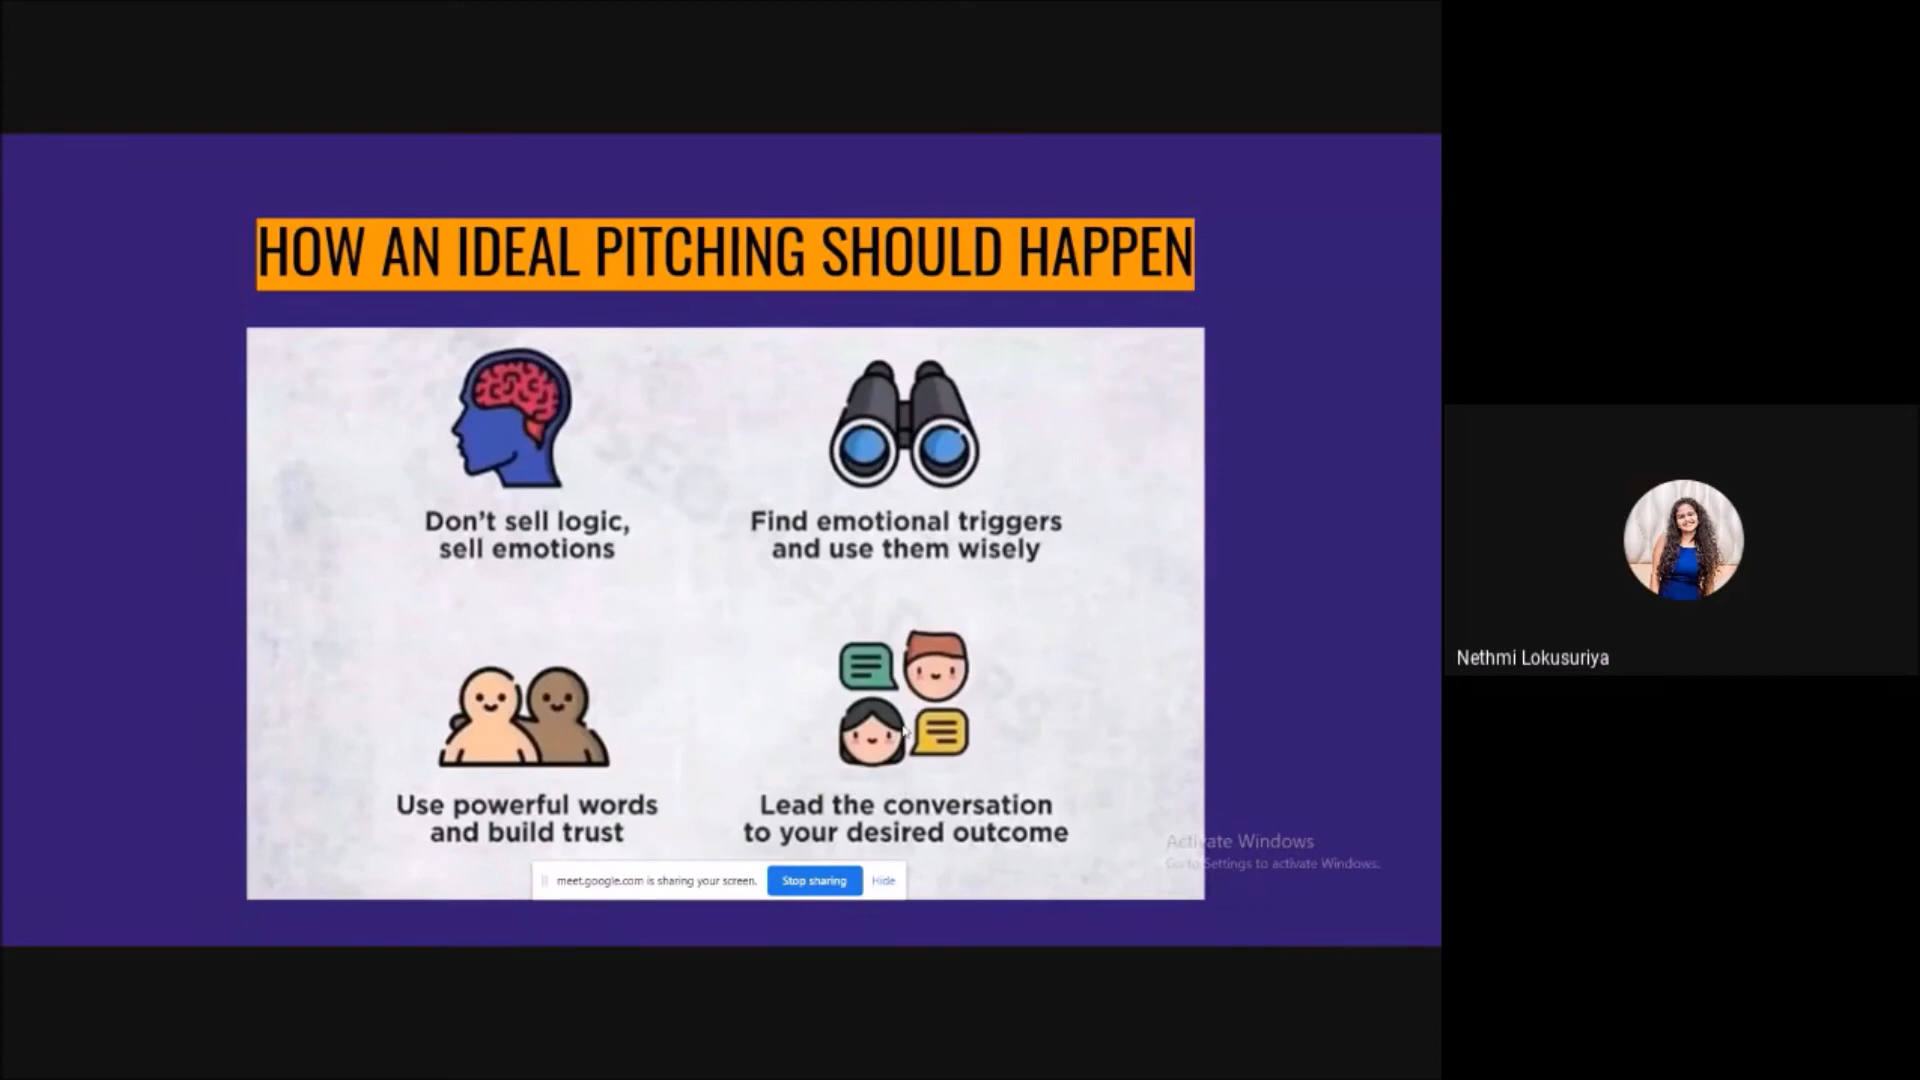 HOW AN IDEAL PITCHING SHOULD HAPPEN
Don't sell logic,
sell emotions
Find emotional triggers
and use them wisely
Use powerful words
and build trust
Lead the conversation
to your desired outcome
meet.google.com is sharing your screen.
Stop sharing
Hide
Activate Windows
Go to Settings to activate Windows.
Nethmi Lokusuriya